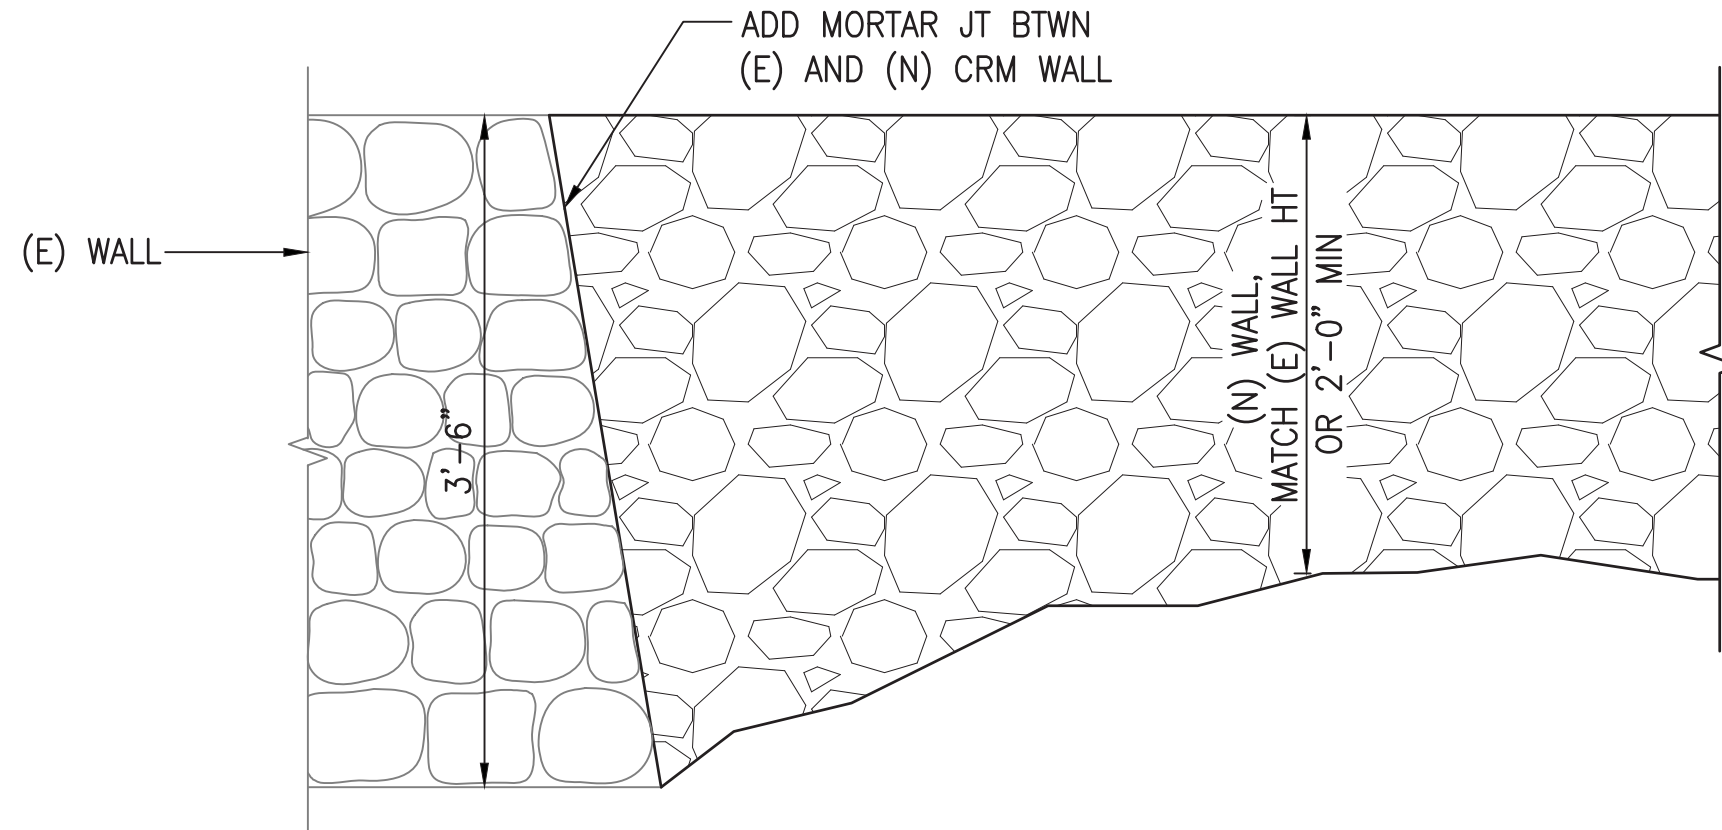 ADD MORTAR JT BTWN
(E) AND (N) CRM WALL
(E) WALL
3'-6"
(N) WALL,
MATCH (E) WALL HT
OR 2'-0" MIN